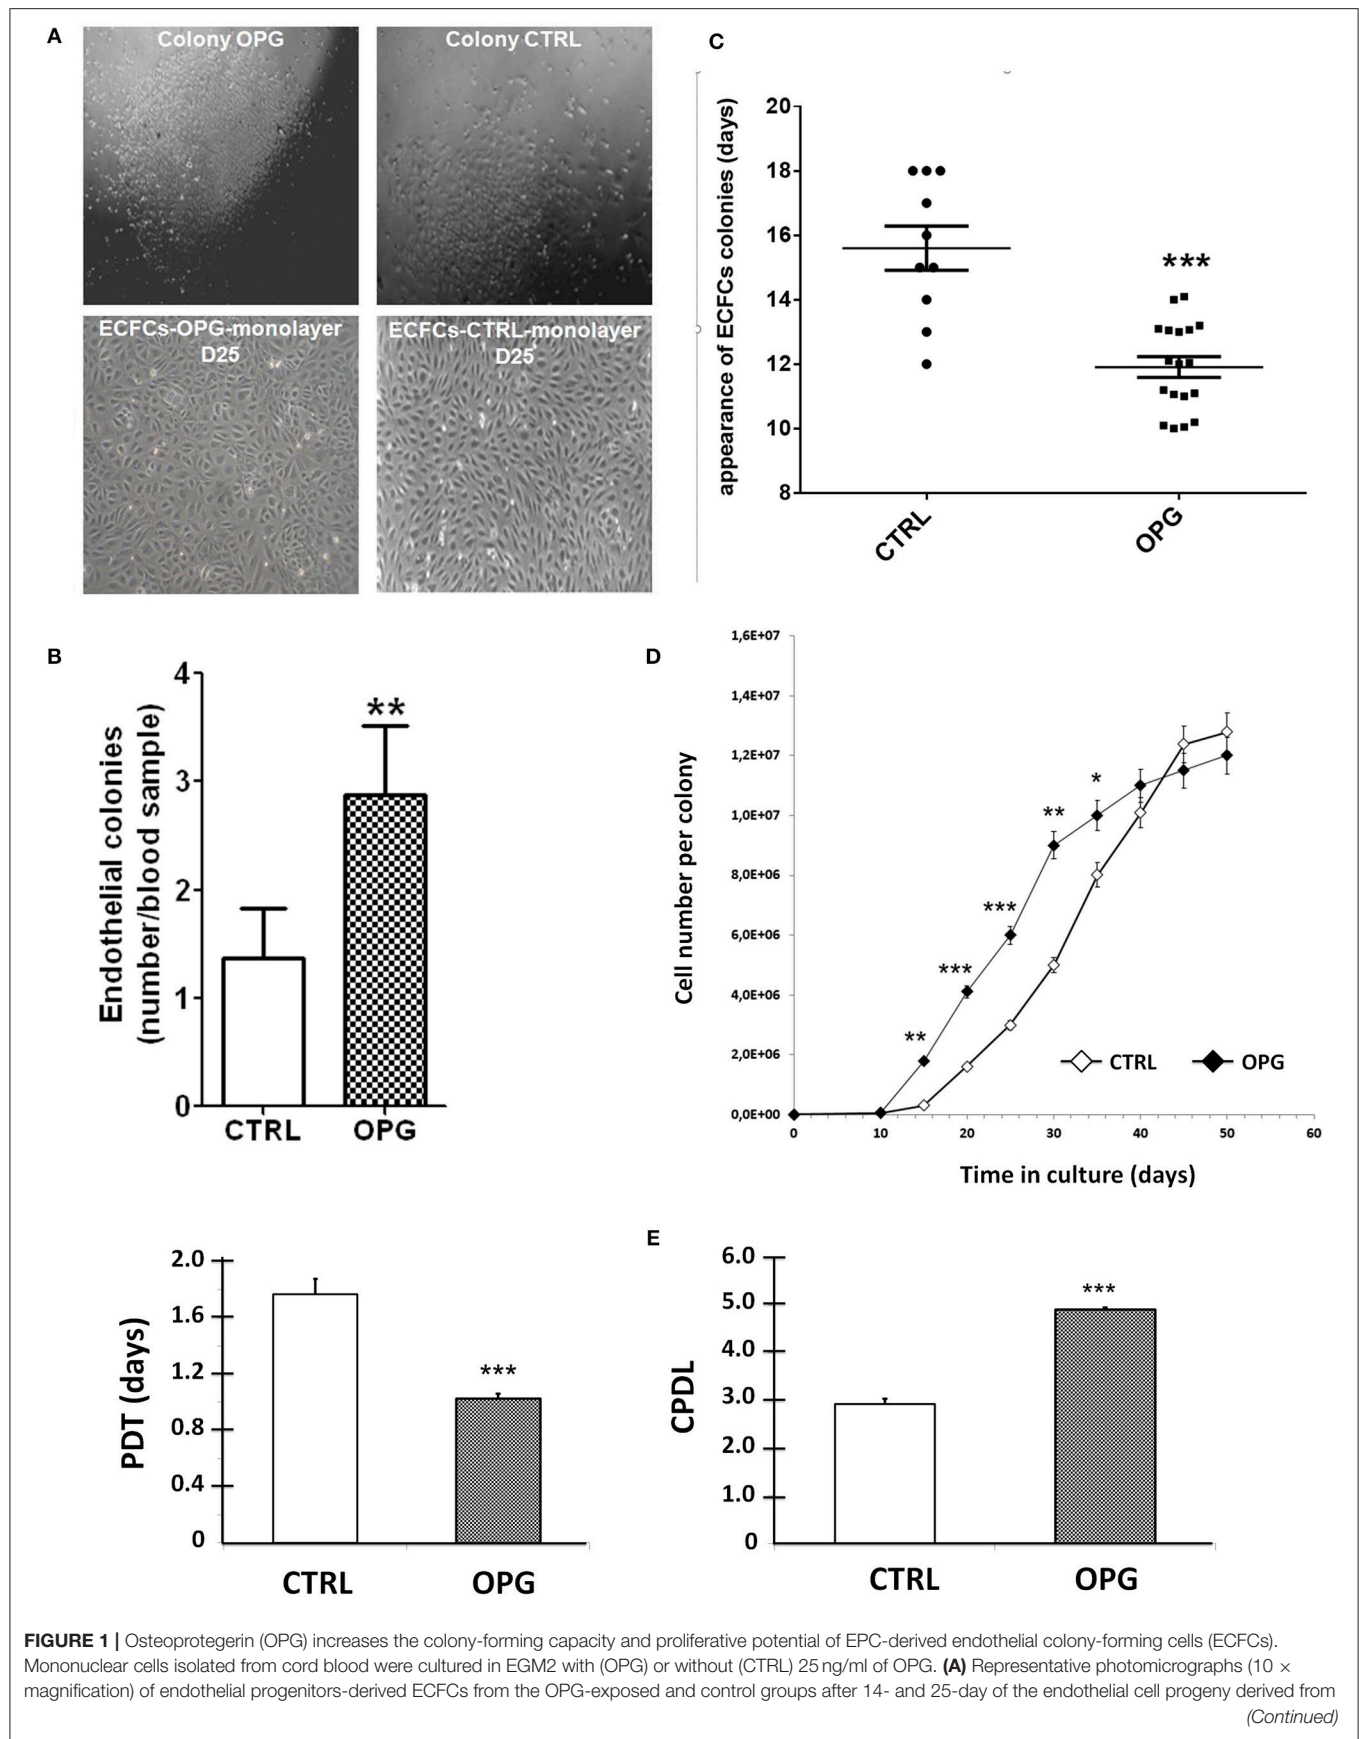 A
Colony OPG
Colony CTRL
ECFCs-OPG-monolayer
D25
ECFCs-CTRL-monolayer
D25
C
appearance of ECFCs colonies (days)
20
18
16
14
12
10
8
***
CTRL
OPG
B
Endothelial colonies
(number/blood sample)
4
3
2
1
0
**
CTRL
OPG
D
Cell number per colony
1,6E+07
1,4E+07
1,2E+07
1,0E+07
8,0E+06
6,0E+06
4,0E+06
2,0E+06
0,0E+00
**
***
***
**
*
CTRL
OPG
0
10
20
30
40
50
60
Time in culture (days)
PDT (days)
2.0
1.6
1.2
0.8
0.4
0
***
CTRL
OPG
E
CPDL
6.0
5.0
4.0
3.0
2.0
1.0
0
***
CTRL
OPG
FIGURE 1 | Osteoprotegerin (OPG) increases the colony-forming capacity and proliferative potential of EPC-derived endothelial colony-forming cells (ECFCs).
Mononuclear cells isolated from cord blood were cultured in EGM2 with (OPG) or without (CTRL) 25 ng/ml of OPG. (A) Representative photomicrographs (10 ×
magnification) of endothelial progenitors-derived ECFCs from the OPG-exposed and control groups after 14- and 25-day of the endothelial cell progeny derived from
(Continued)